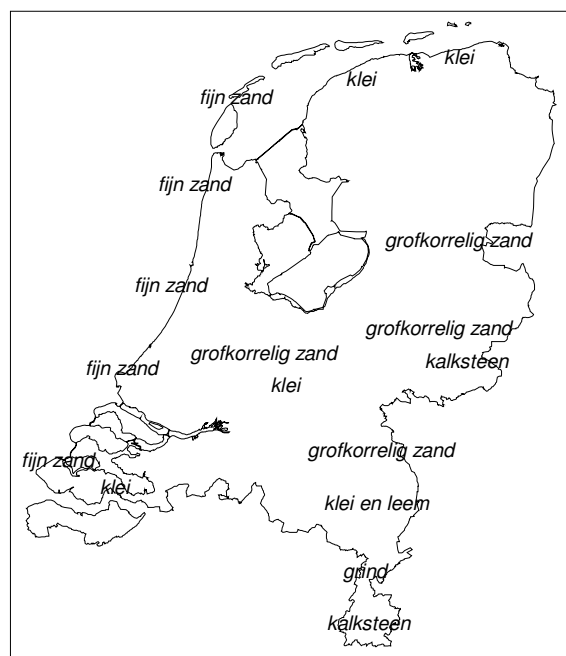 klei
klei
fijn zand
fijn zand
grofkorrelig zand
fijn zand
grofkorrelig zand
grofkorrelig zand
kalksteen
fijn zand
klei
grofkorrelig zand
fijn zand
klei
klei en leem
grind
kalksteen